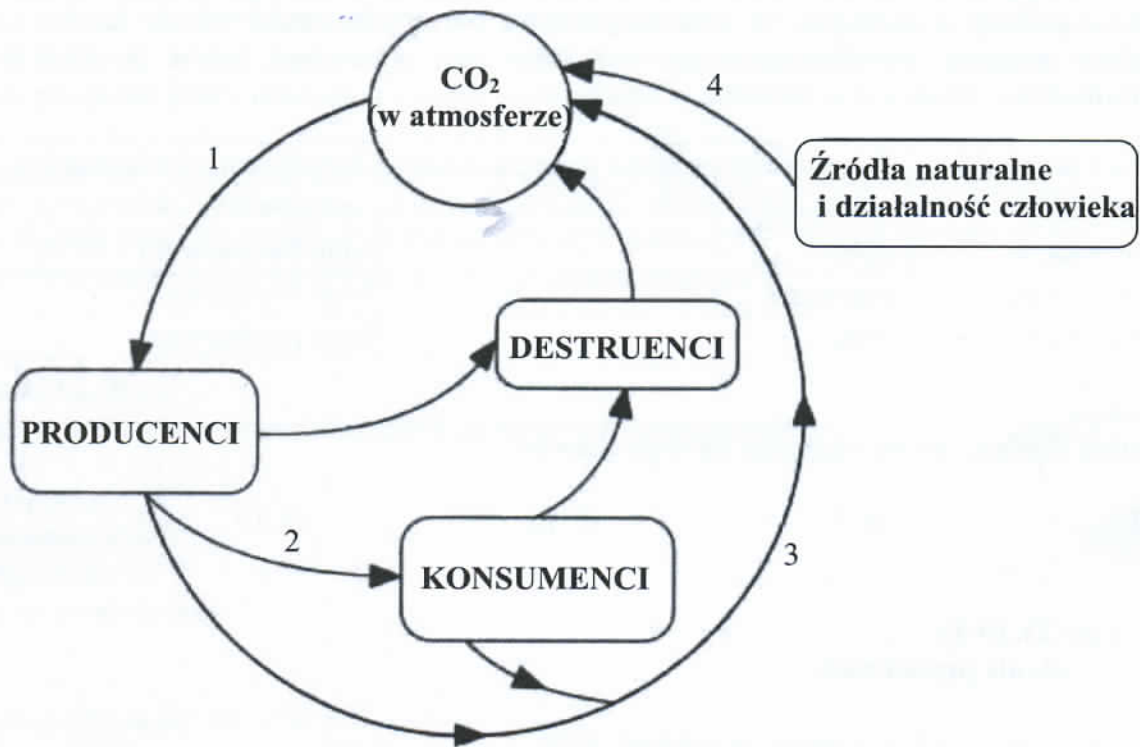 CO₂
(w atmosferze)
4
1
Źródła naturalne
i działalność człowieka
DESTRUENCI
PRODUCENCI
2
KONSUMENCI
3